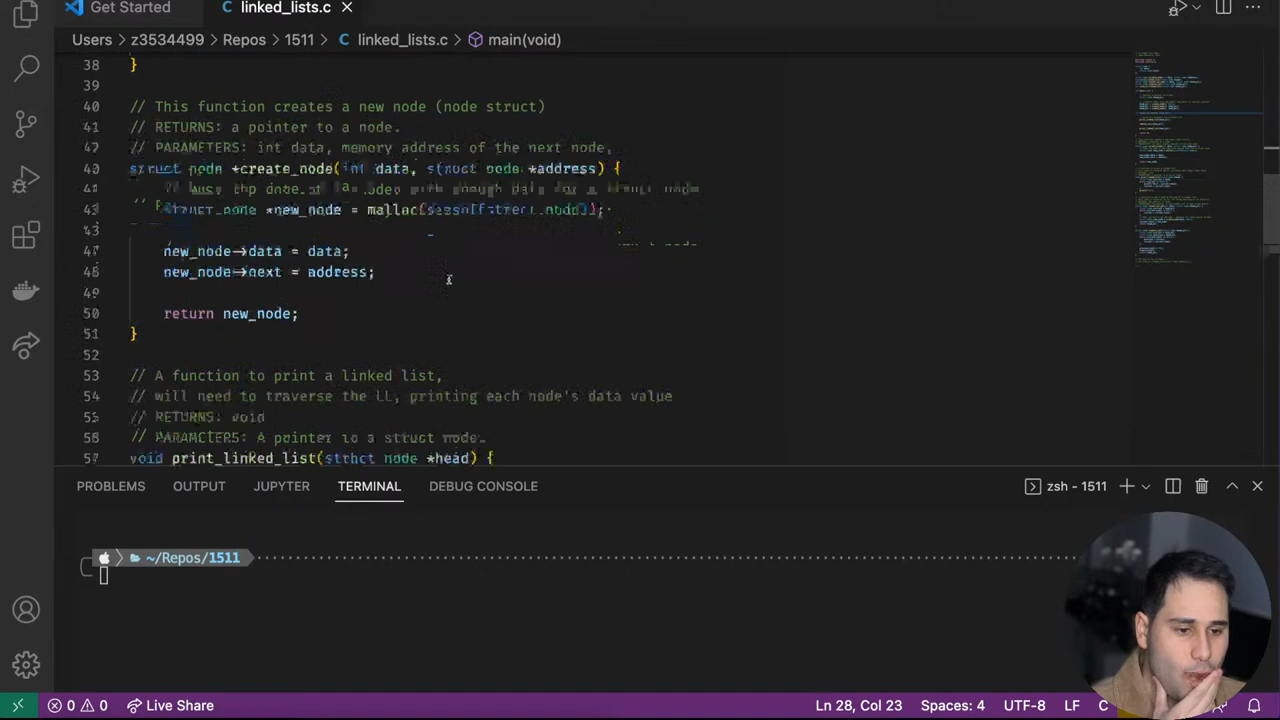 Get Started
linked_lists.c
Users > z3534499 > Repos > 1511 > C linked_lists.c > main(void)
38 }
39
40 // This function creates a new node (node struct)
41 // RETURNS: a pointer to a node.
42 // PARAMETERS: int data, memory address of the next node,
struct node *create_node(int data, struct node *address) {
struct node *new_node = malloc(
new_node->data = data;
new_node->next = address;
49
50 return new_node;
51 }
52
53 // A function to print a linked list,
54 // will need to traverse the LL, printing each node's data value
55 // RETURNS: void
56 // PARAMETERS: A pointer to a struct node.
57 void print_linked_list(struct node *head) {
PROBLEMS OUTPUT JUPYTER TERMINAL DEBUG CONSOLE
zsh - 1511
~/Repos/1511
0 0 Live Share Ln 28, Col 23 Spaces: 4 UTF-8 LF C